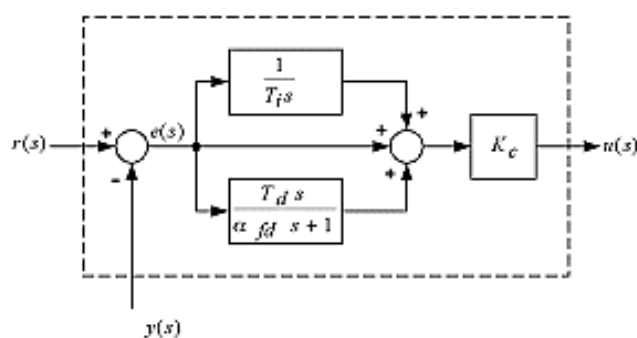 1
T_i s
r(s)
+
e(s)
+
+
K_c
u(s)
-
+
T_d s
α fd s + 1
y(s)